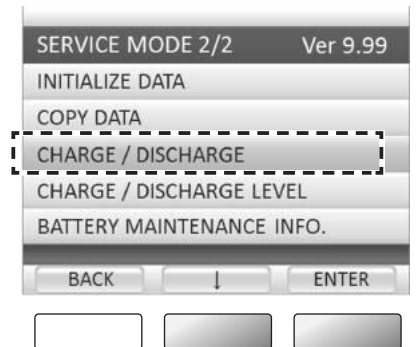 SERVICE MODE 2/2 Ver 9.99
INITIALIZE DATA
COPY DATA
CHARGE / DISCHARGE
CHARGE / DISCHARGE LEVEL
BATTERY MAINTENANCE INFO.
BACK ↓ ENTER